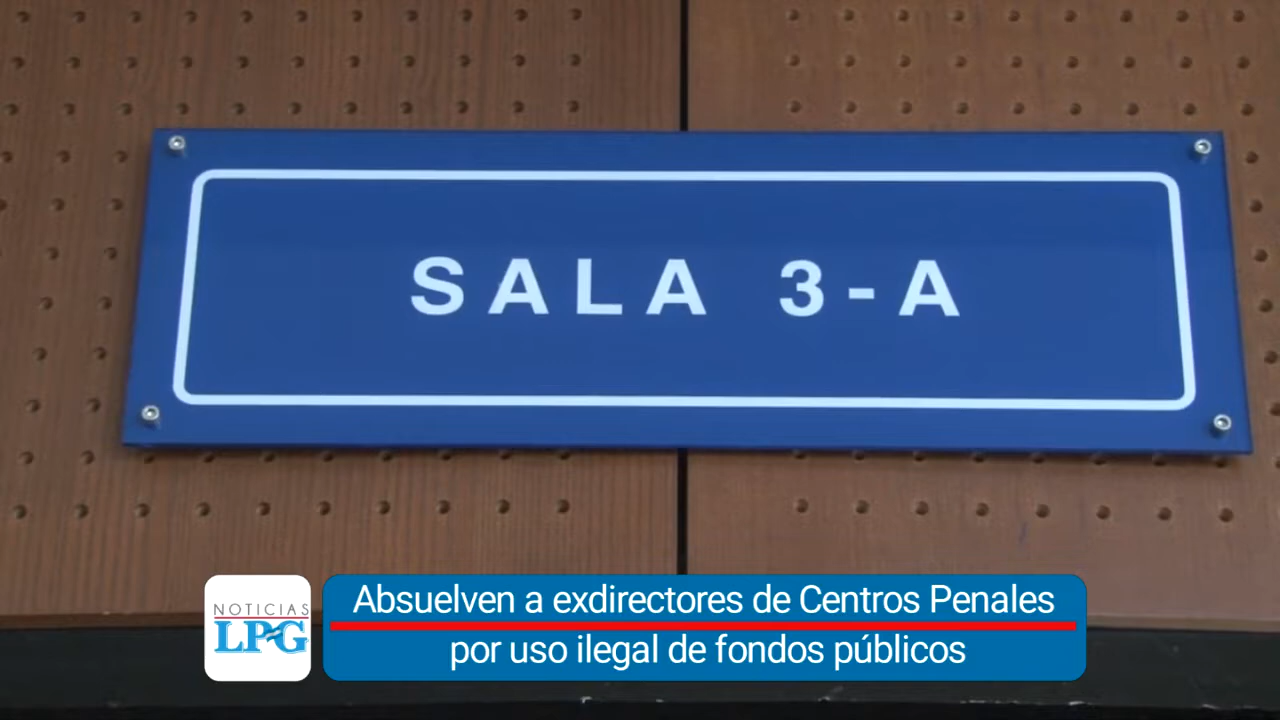 SALA 3-A
NOTICIAS
LPG
Absuelven a exdirectores de Centros Penales
por uso ilegal de fondos públicos